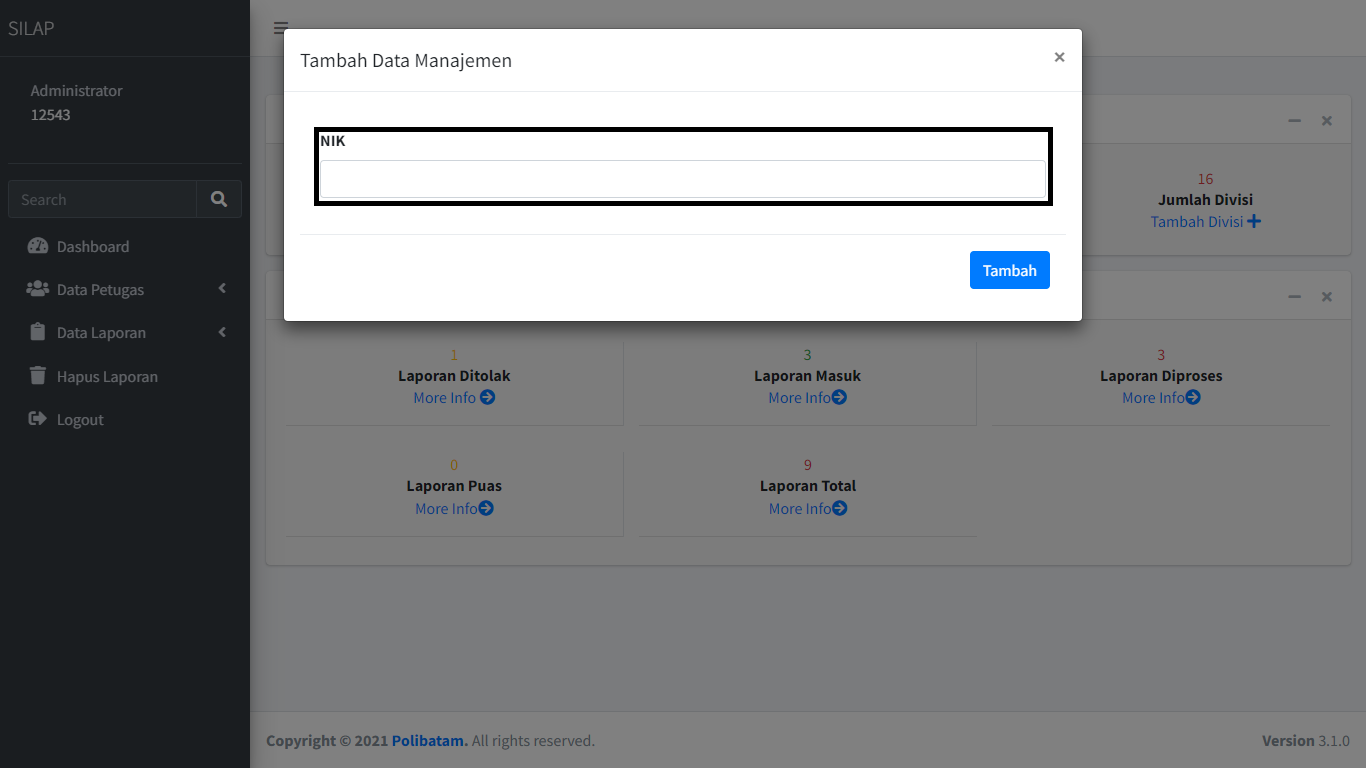 SILAP
Administrator
12543
Search
Dashboard
Data Petugas
Data Laporan
Hapus Laporan
Logout
Tambah Data Manajemen
×
NIK
Tambah
16
Jumlah Divisi
Tambah Divisi
1
Laporan Ditolak
More Info
3
Laporan Masuk
More Info
3
Laporan Diproses
More Info
0
Laporan Puas
More Info
9
Laporan Total
More Info
Copyright © 2021 Polibatam. All rights reserved.
Version 3.1.0